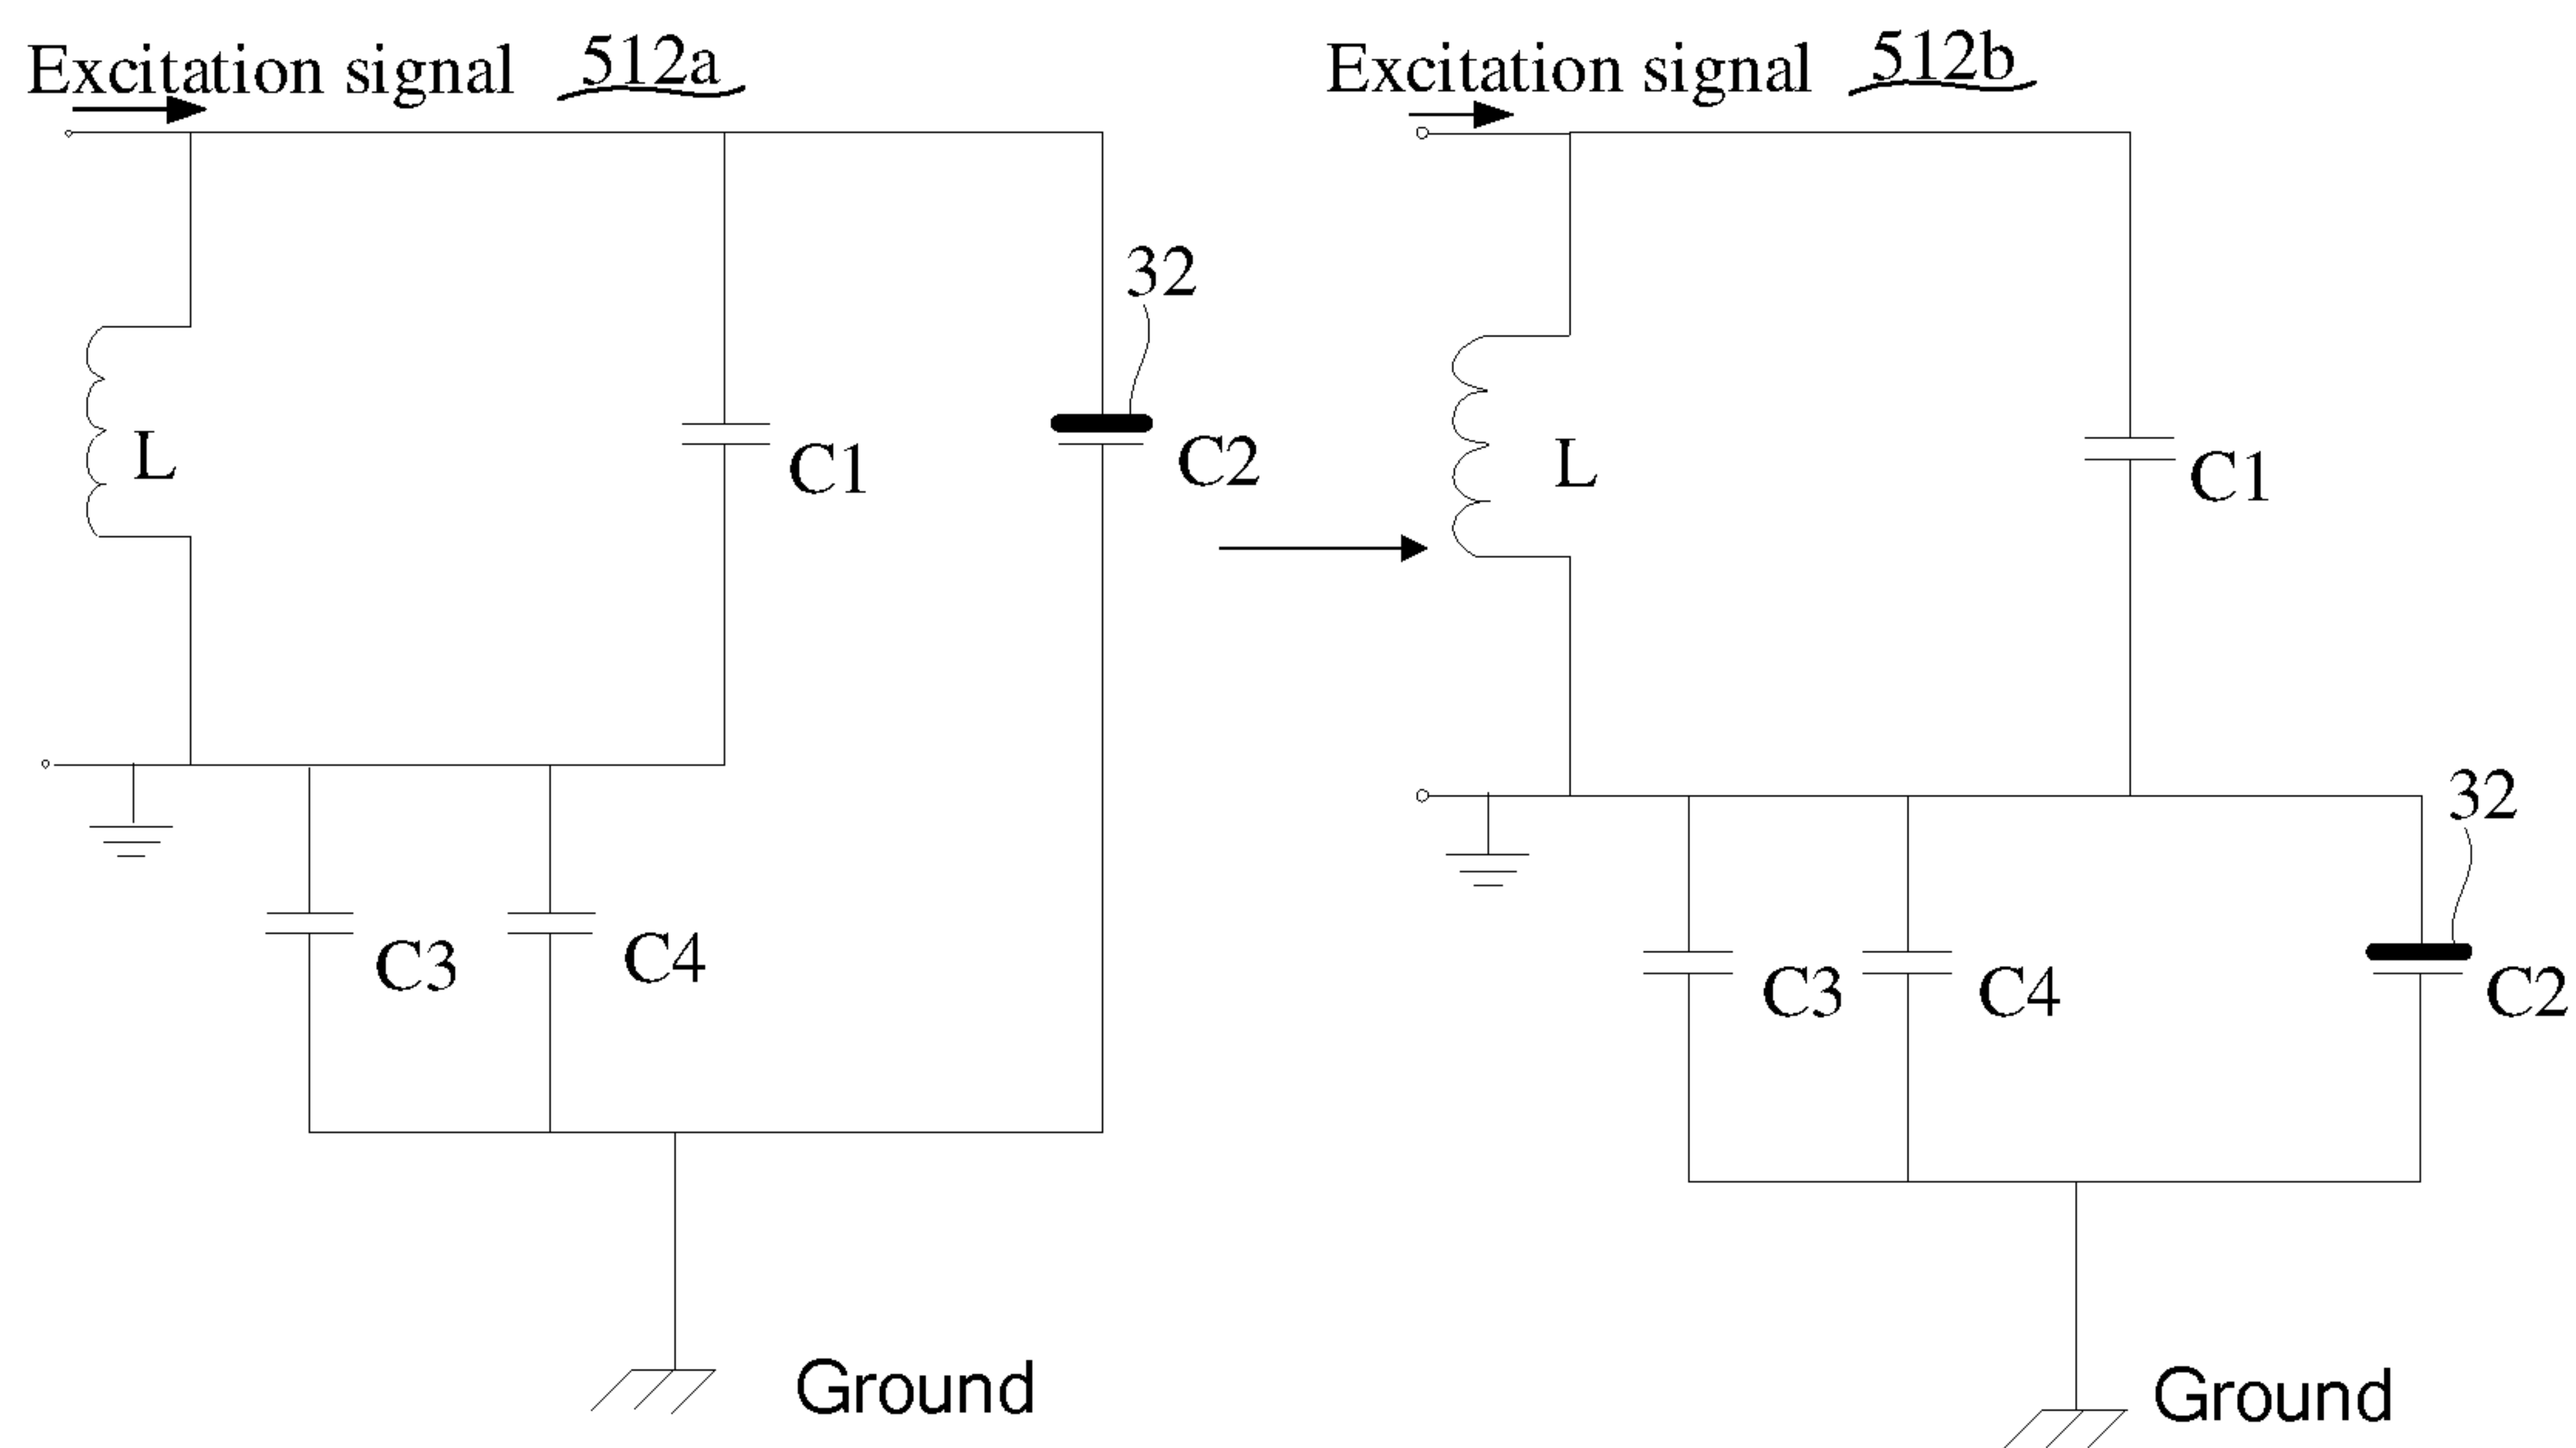 Excitation signal 512a
32
C1
C2
L
C3
C4
Ground
Excitation signal 512b
L
C1
32
C3
C4
C2
Ground